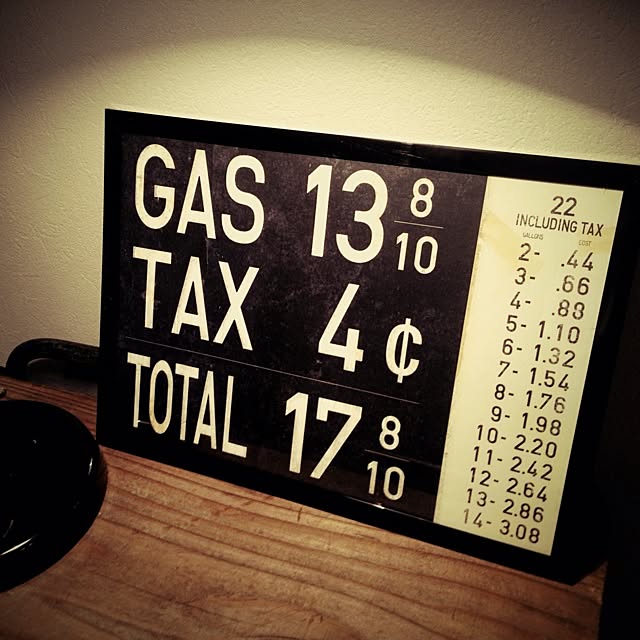 GAS 13 8/10
TAX 4¢
TOTAL 17 8/10
22
INCLUDING TAX
GALLONS COST
2- .44
3- .66
4- .88
5- 1.10
6- 1.32
7- 1.54
8- 1.76
9- 1.98
10- 2.20
11- 2.42
12- 2.64
13- 2.86
14- 3.08